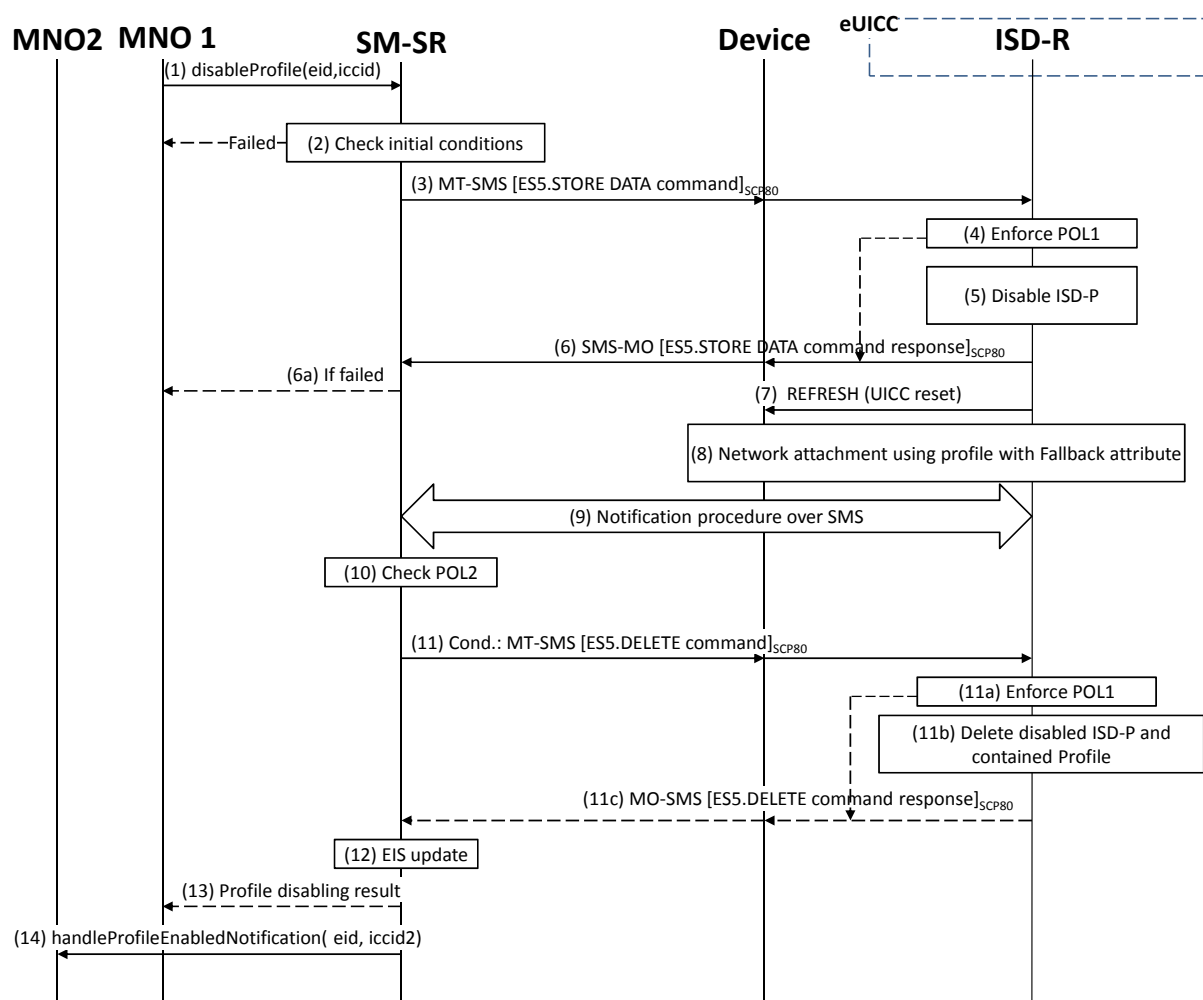 eUICC
MNO2 MNO 1 SM-SR Device ISD-R
(1) disableProfile(eid,iccid)
Failed
(2) Check initial conditions
(3) MT-SMS [ES5.STORE DATA command]SCP80
(4) Enforce POL1
(5) Disable ISD-P
(6) SMS-MO [ES5.STORE DATA command response]SCP80
(6a) If failed
(7) REFRESH (UICC reset)
(8) Network attachment using profile with Fallback attribute
(9) Notification procedure over SMS
(10) Check POL2
(11) Cond.: MT-SMS [ES5.DELETE command]SCP80
(11a) Enforce POL1
(11b) Delete disabled ISD-P and
contained Profile
(11c) MO-SMS [ES5.DELETE command response]SCP80
(12) EIS update
(13) Profile disabling result
(14) handleProfileEnabledNotification( eid, iccid2)